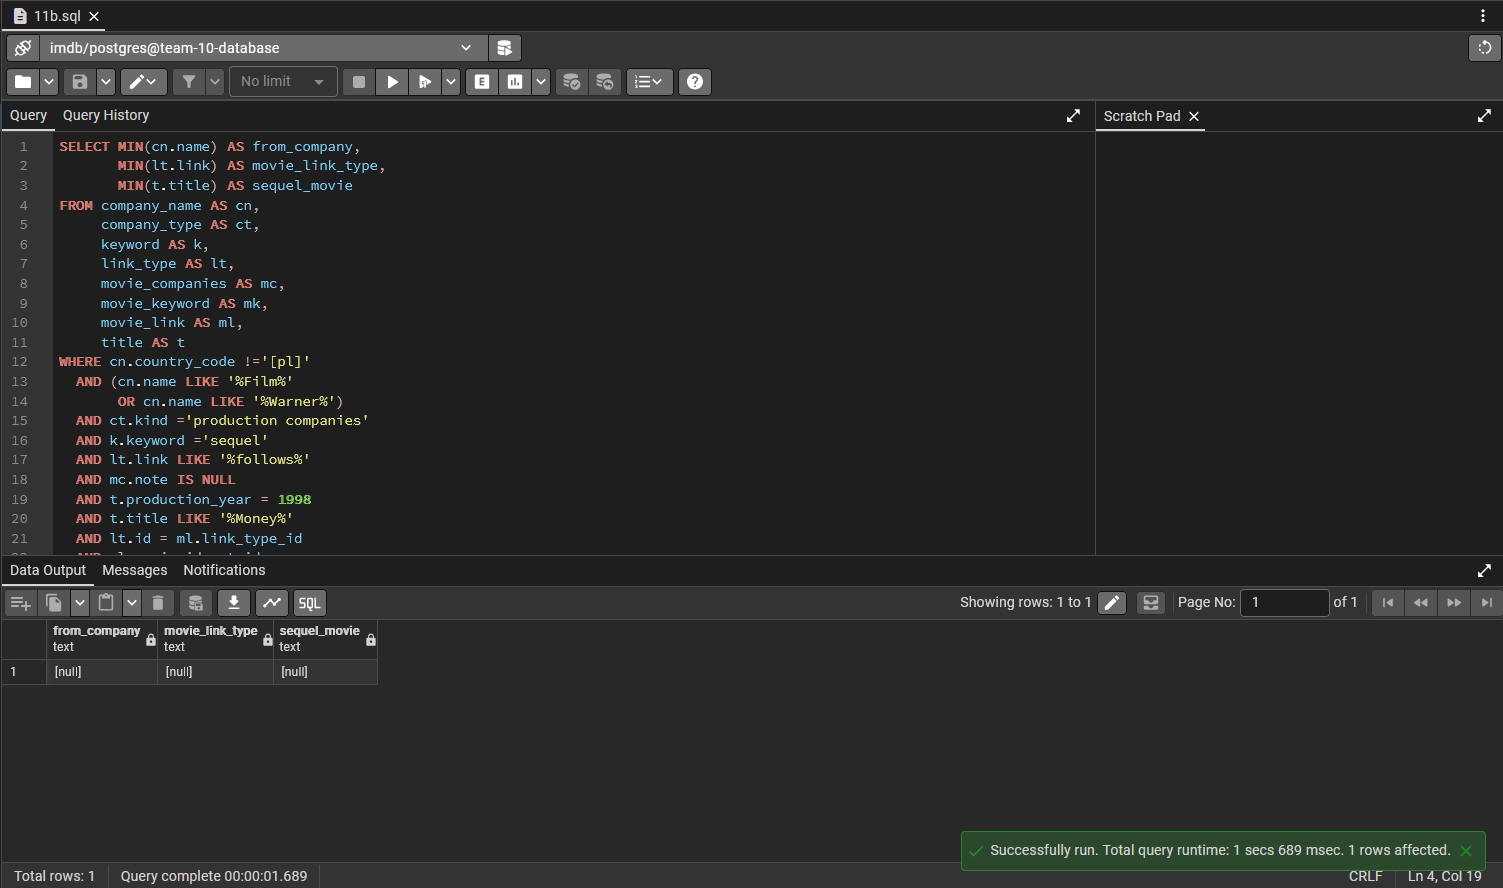 11b.sql
imdb/postgres@team-10-database
No limit
E
Query Query History
Scratch Pad
1 SELECT MIN(cn.name) AS from_company,
2 MIN(lt.link) AS movie_link_type,
3 MIN(t.title) AS sequel_movie
4 FROM company_name AS cn,
5 company_type AS ct,
6 keyword AS k,
7 link_type AS lt,
8 movie_companies AS mc,
9 movie_keyword AS mk,
10 movie_link AS ml,
11 title AS t
12 WHERE cn.country_code !='[pl]'
13 AND (cn.name LIKE '%Film%'
14 OR cn.name LIKE '%Warner%')
15 AND ct.kind ='production companies'
16 AND k.keyword ='sequel'
17 AND lt.link LIKE '%follows%'
18 AND mc.note IS NULL
19 AND t.production_year = 1998
20 AND t.title LIKE '%Money%'
21 AND lt.id = ml.link_type_id
Data Output Messages Notifications
SQL
Showing rows: 1 to 1
Page No: 1 of 1
from_company movie_link_type sequel_movie
text text text
1 [null] [null] [null]
Successfully run. Total query runtime: 1 secs 689 msec. 1 rows affected.
Total rows: 1 Query complete 00:00:01.689
CRLF Ln 4, Col 19